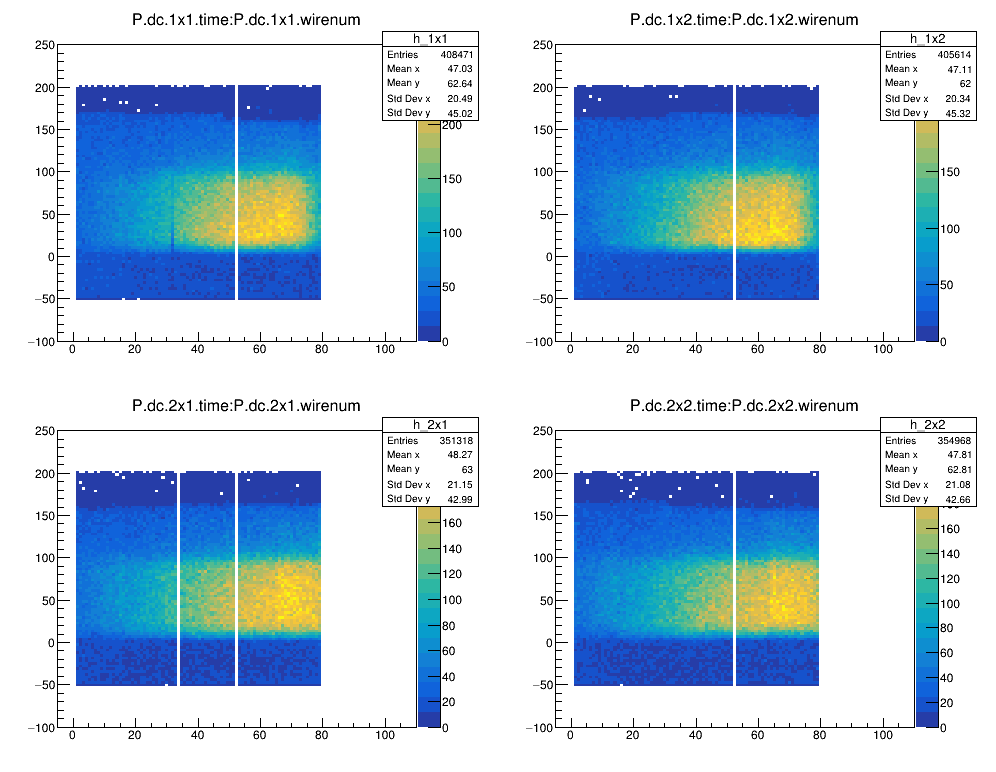 P.dc.1x1.time:P.dc.1x1.wirenum
h_1x1
Entries 408471
Mean x 47.03
Mean y 62.64
Std Dev x 20.49
Std Dev y 45.02
250
200
150
100
50
0
−50
−100
0 20 40 60 80 100
200
150
100
50
0
P.dc.1x2.time:P.dc.1x2.wirenum
h_1x2
Entries 405614
Mean x 47.11
Mean y 62
Std Dev x 20.34
Std Dev y 45.32
250
200
150
100
50
0
−50
−100
0 20 40 60 80 100
150
100
50
0
P.dc.2x1.time:P.dc.2x1.wirenum
h_2x1
Entries 351318
Mean x 48.27
Mean y 63
Std Dev x 21.15
Std Dev y 42.99
250
200
150
100
50
0
−50
−100
0 20 40 60 80 100
160
140
120
100
80
60
40
20
0
P.dc.2x2.time:P.dc.2x2.wirenum
h_2x2
Entries 354968
Mean x 47.81
Mean y 62.81
Std Dev x 21.08
Std Dev y 42.66
250
200
150
100
50
0
−50
−100
0 20 40 60 80 100
160
140
120
100
80
60
40
20
0